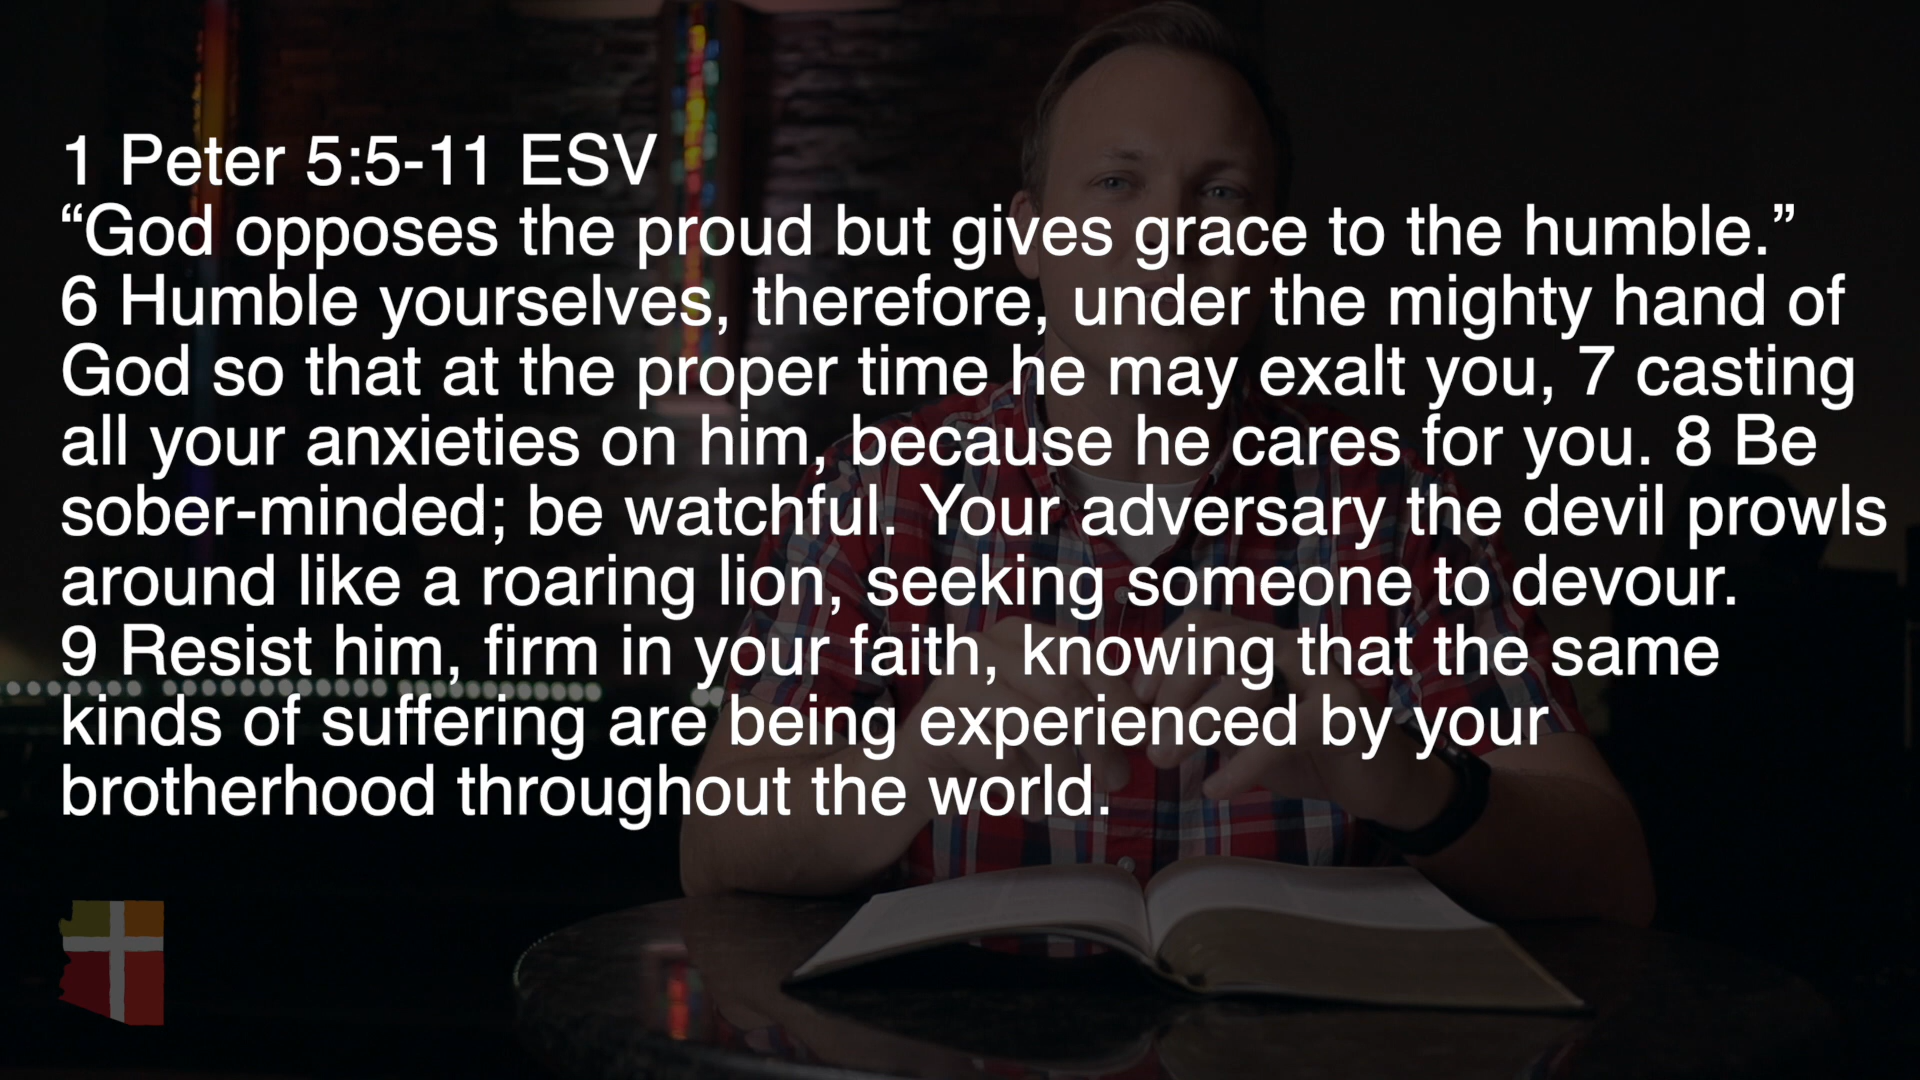 1 Peter 5:5-11 ESV
“God opposes the proud but gives grace to the humble.”
6 Humble yourselves, therefore, under the mighty hand of
God so that at the proper time he may exalt you, 7 casting
all your anxieties on him, because he cares for you. 8 Be
sober-minded; be watchful. Your adversary the devil prowls
around like a roaring lion, seeking someone to devour.
9 Resist him, firm in your faith, knowing that the same
kinds of suffering are being experienced by your
brotherhood throughout the world.